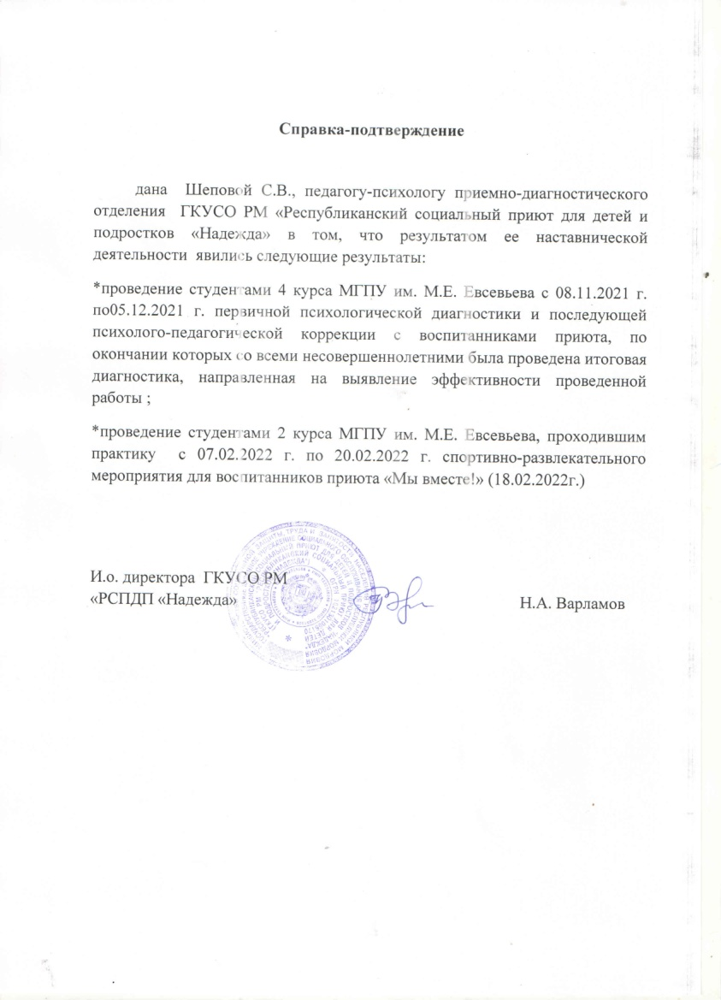 Справка-подтверждение
дана Шеповой С.В., педагогу-психологу приемно-диагностического
отделения ГКУСО РМ «Республиканский социальный приют для детей и
подростков «Надежда» в том, что результатом ее наставнической
деятельности явились следующие результаты:
*проведение студентами 4 курса МГПУ им. М.Е. Евсевьева с 08.11.2021 г.
по05.12.2021 г. первичной психологической диагностики и последующей
психолого-педагогической коррекции с воспитанниками приюта, по
окончании которых со всеми несовершеннолетними была проведена итоговая
диагностика, направленная на выявление эффективности проведенной
работы ;
*проведение студентами 2 курса МГПУ им. М.Е. Евсевьева, проходившим
практику с 07.02.2022 г. по 20.02.2022 г. спортивно-развлекательного
мероприятия для воспитанников приюта «Мы вместе!» (18.02.2022г.)
И.о. директора ГКУСО РМ
«РСПДП «Надежда»
Н.А. Варламов